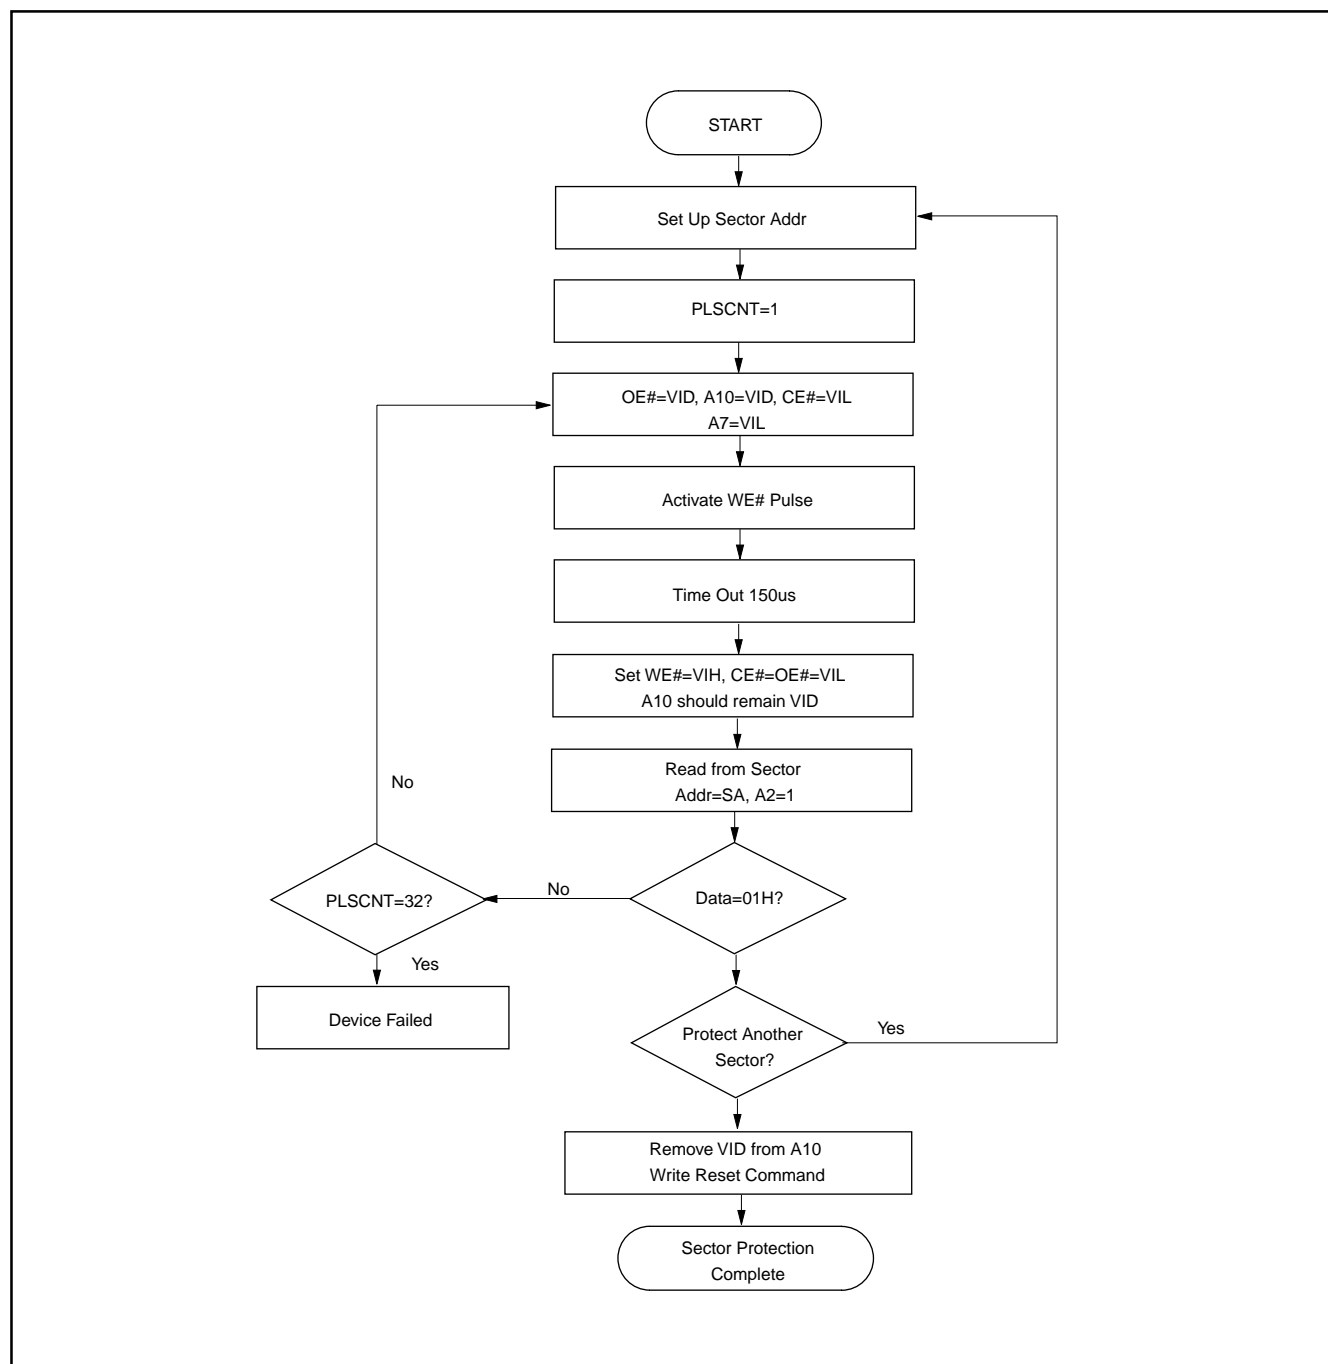 START
Set Up Sector Addr
PLSCNT=1
OE#=VID, A10=VID, CE#=VIL
A7=VIL
Activate WE# Pulse
Time Out 150us
Set WE#=VIH, CE#=OE#=VIL
A10 should remain VID
Read from Sector
Addr=SA, A2=1
No
PLSCNT=32?
No
Data=01H?
Yes
Device Failed
Protect Another
Sector?
Yes
Remove VID from A10
Write Reset Command
Sector Protection
Complete